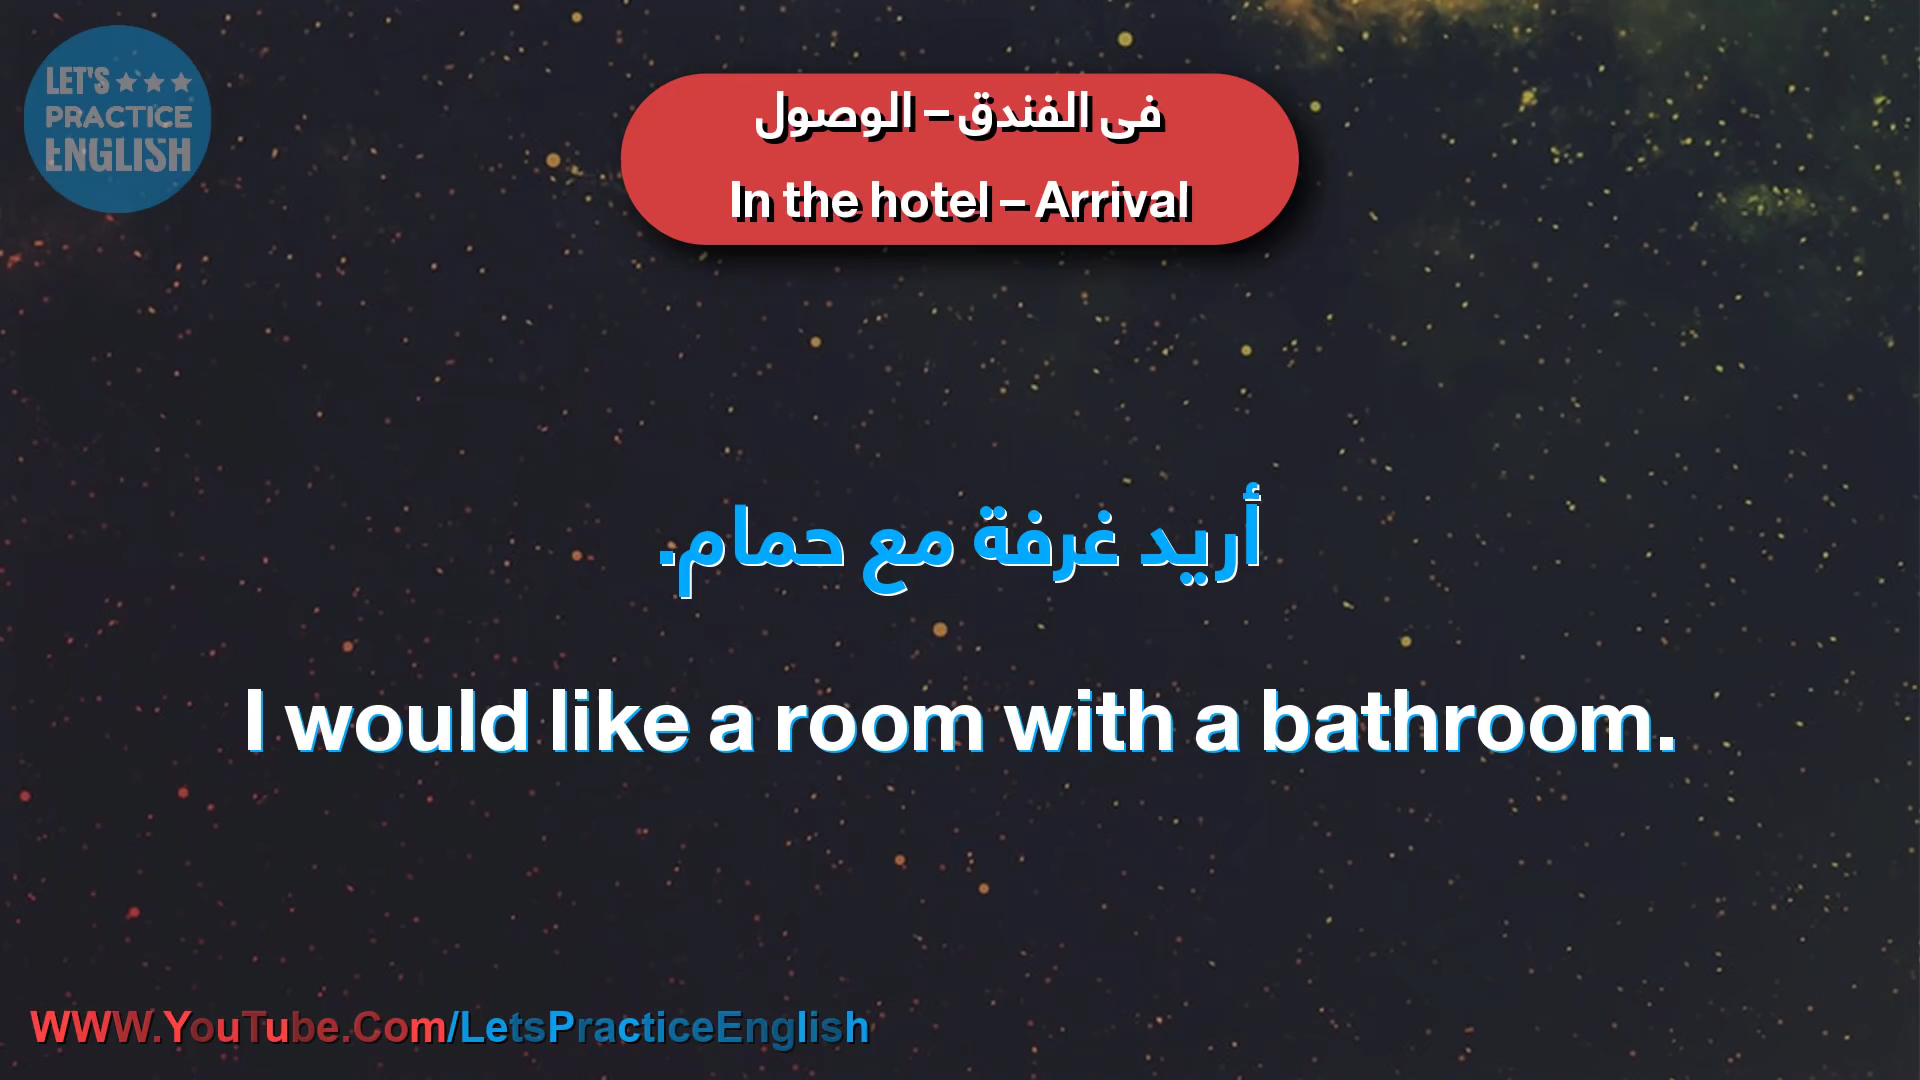 LET'S
PRACTICE
ENGLISH
فى الفندق – الوصول
In the hotel – Arrival
أريد غرفة مع حمام.
I would like a room with a bathroom.
WWW.YouTube.Com/LetsPracticeEnglish